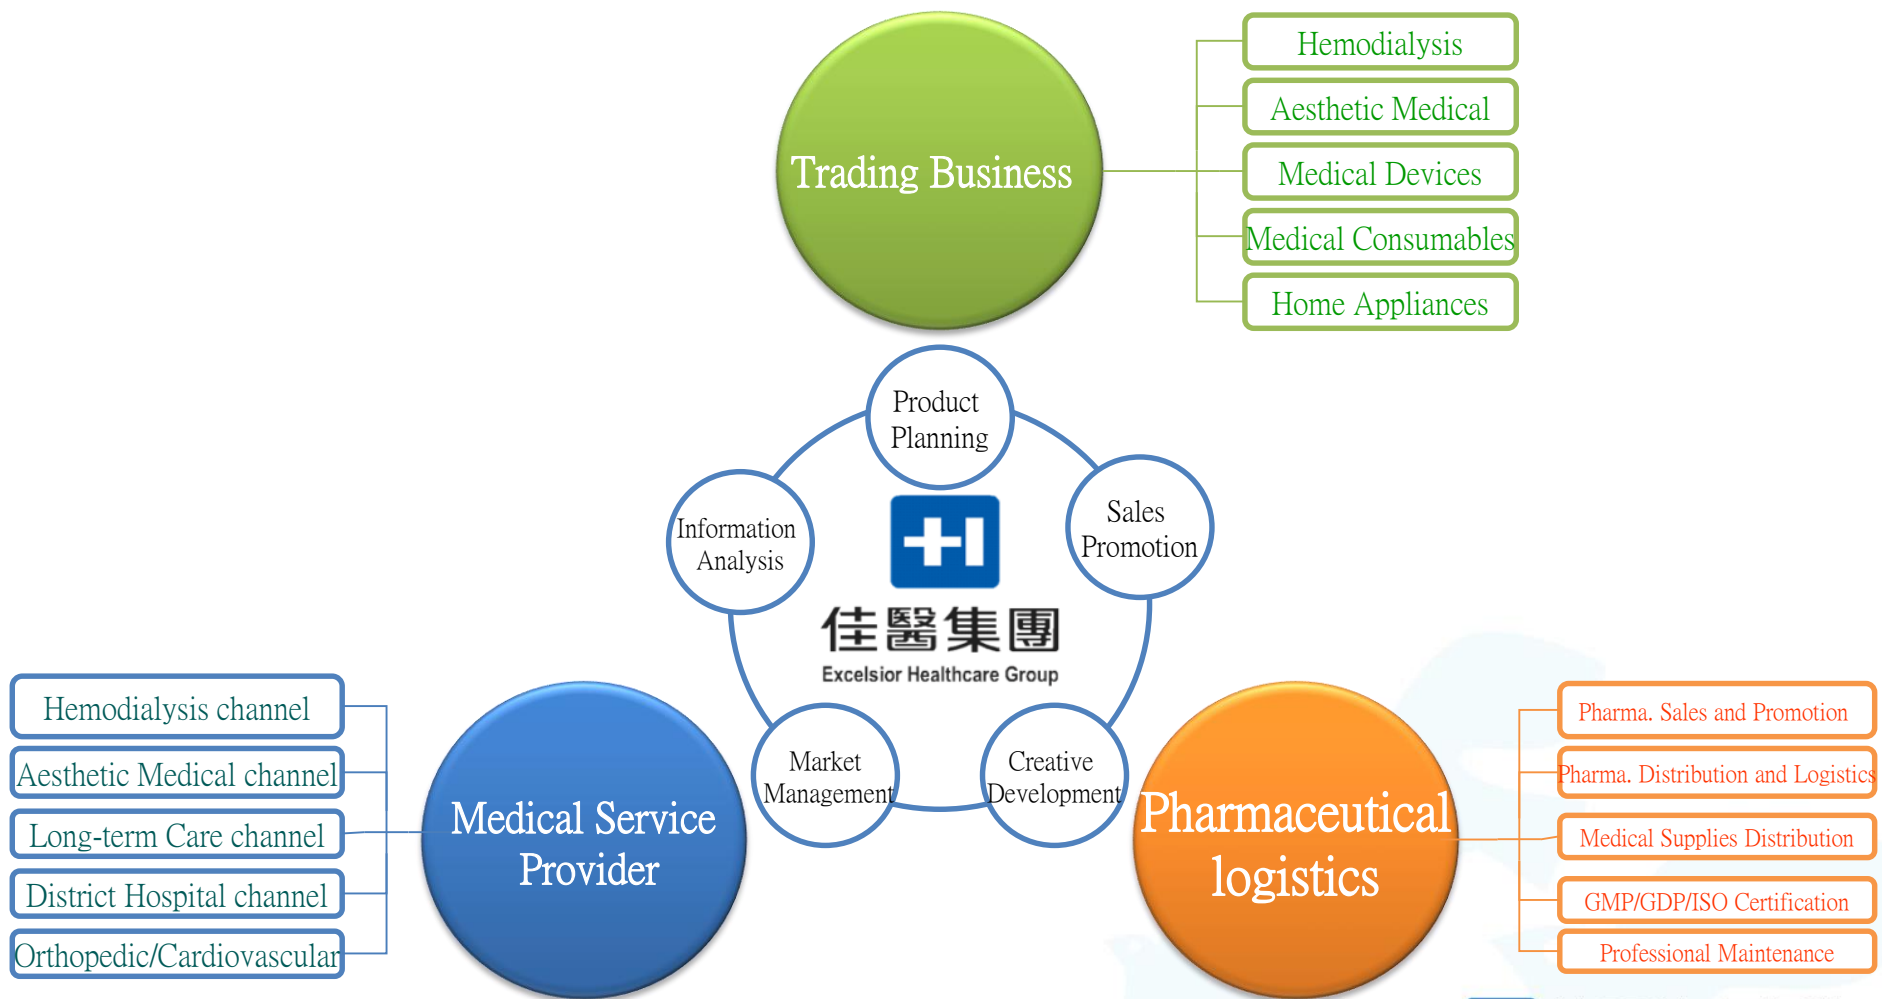 Trading Business
Hemodialysis
Aesthetic Medical
Medical Devices
Medical Consumables
Home Appliances
Product
Planning
Sales
Promotion
Information
Analysis
佳醫集團
Excelsior Healthcare Group
Market
Management
Creative
Development
Hemodialysis channel
Aesthetic Medical channel
Long-term Care channel
District Hospital channel
Orthopedic/Cardiovascular
Medical Service
Provider
Pharmaceutical
logistics
Pharma. Sales and Promotion
Pharma. Distribution and Logistics
Medical Supplies Distribution
GMP/GDP/ISO Certification
Professional Maintenance